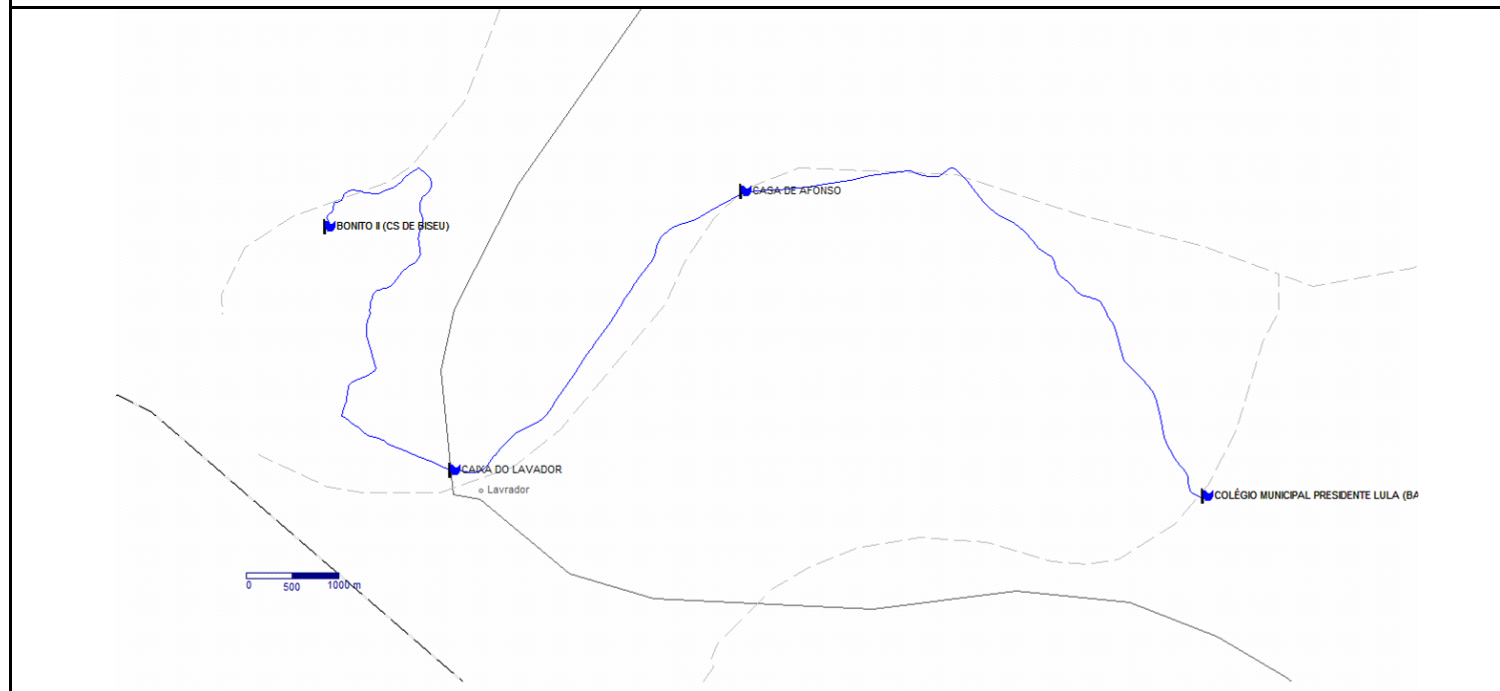 CASA DE AFONSO
BONITO II (CS DE BISEU)
CAIXA DO LAVADOR
Lavrador
COLÉGIO MUNICIPAL PRESIDENTE LULA (BA
0 500 1000 m